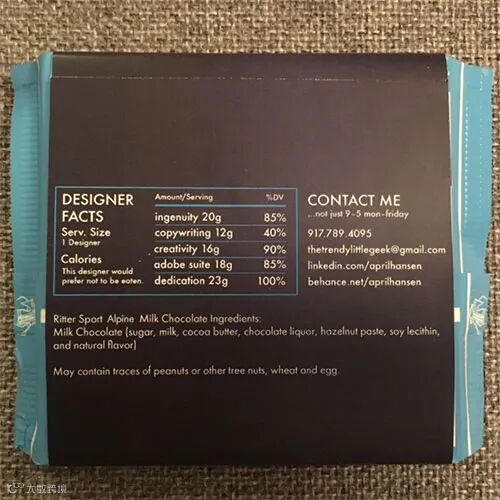 DESIGNER
FACTS
Serv. Size
1 Designer
Calories
This designer would
prefer not to be eaten.
Amount/Serving %DV
ingenuity 20g 85%
copywriting 12g 40%
creativity 16g 90%
adobe suite 18g 85%
dedication 23g 100%
CONTACT ME
...not just 9-5 mon-friday
917.789.4095
thetrendylittlegeek@gmail.com
linkedin.com/aprilhansen
behance.net/aprilhansen
Ritter Sport Alpine Milk Chocolate Ingredients:
Milk Chocolate (sugar, milk, cocoa butter, chocolate liquor, hazelnut paste, soy lecithin,
and natural flavor)
May contain traces of peanuts or other tree nuts, wheat and egg.
大数跨境